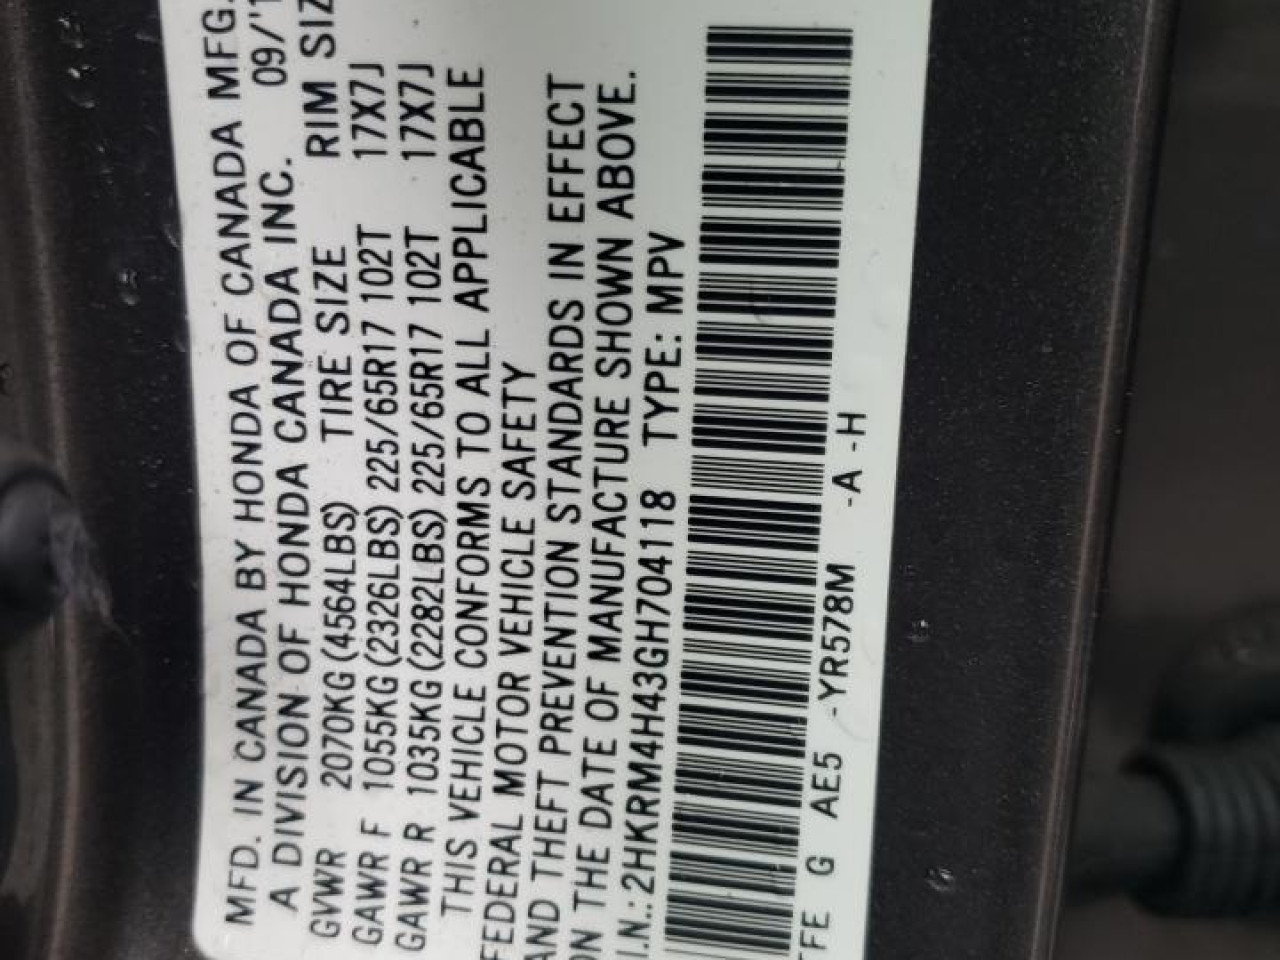 MFD. IN CANADA BY HONDA OF CANADA MFG.
A DIVISION OF HONDA CANADA INC. 09/'1
GVWR 2070KG(4564LBS) TIRE SIZE RIM SIZ
GAWR F 1055KG(2326LBS) 225/65R17 102T 17X7J
GAWR R 1035KG(2282LBS) 225/65R17 102T 17X7J
THIS VEHICLE CONFORMS TO ALL APPLICABLE
FEDERAL MOTOR VEHICLE SAFETY
AND THEFT PREVENTION STANDARDS IN EFFECT
ON THE DATE OF MANUFACTURE SHOWN ABOVE.
I.N.:2HKRM4H43GH704118 TYPE: MPV
TFE G AE5 -YR578M -A -H